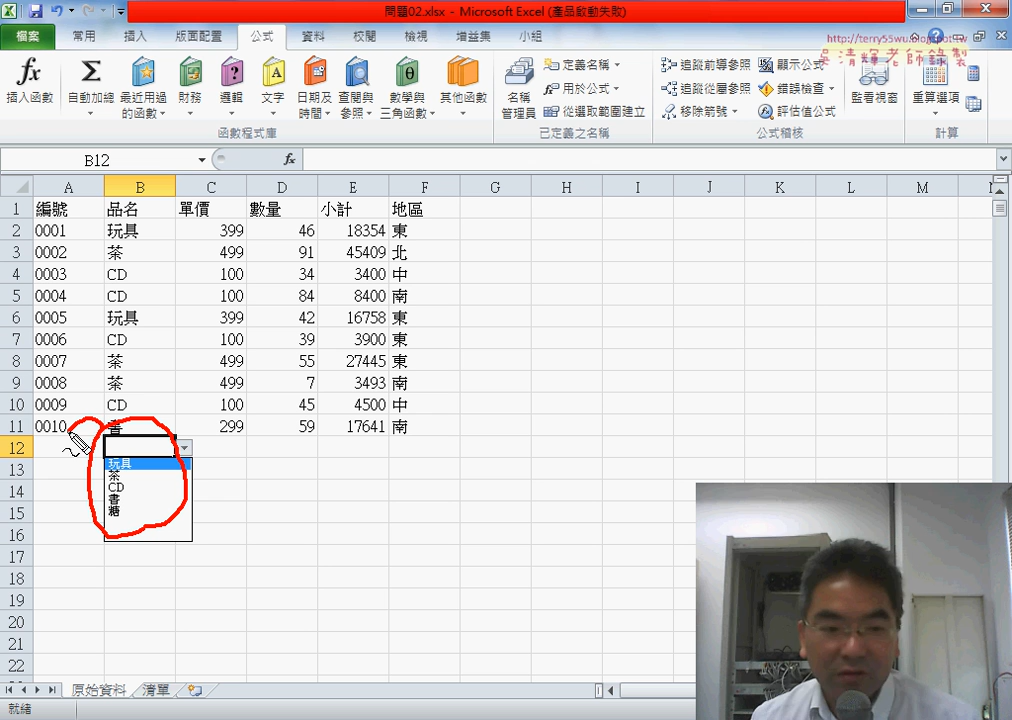 問題02.xlsx - Microsoft Excel (產品啟動失敗)
檔案 常用 插入 版面配置 公式 資料 校閱 檢視 增益集 小組
http://terry55wu.blogspot.tw
吳清輝老師錄製
插入函數 自動加總 最近用過的函數 財務 邏輯 文字 日期及時間 查閱與參照 數學與三角函數 其他函數
函數程式庫
名稱管理員 定義名稱 用於公式 從選取範圍建立
已定義之名稱
追蹤前導參照 追蹤從屬參照 移除箭號 顯示公式 錯誤檢查 評估值公式 監看視窗
公式稽核
重算選項
計算
B12 fx
A B C D E F G H I J K L M
1 編號 品名 單價 數量 小計 地區
2 0001 玩具 399 46 18354 東
3 0002 茶 499 91 45409 北
4 0003 CD 100 34 3400 中
5 0004 CD 100 84 8400 南
6 0005 玩具 399 42 16758 東
7 0006 CD 100 39 3900 東
8 0007 茶 499 55 27445 東
9 0008 茶 499 7 3493 南
10 0009 CD 100 45 4500 中
11 0010 書 299 59 17641 南
12
13 玩具
茶
14 CD
書
15 糖
16
17
18
19
20
21
22
原始資料 清單
就緒